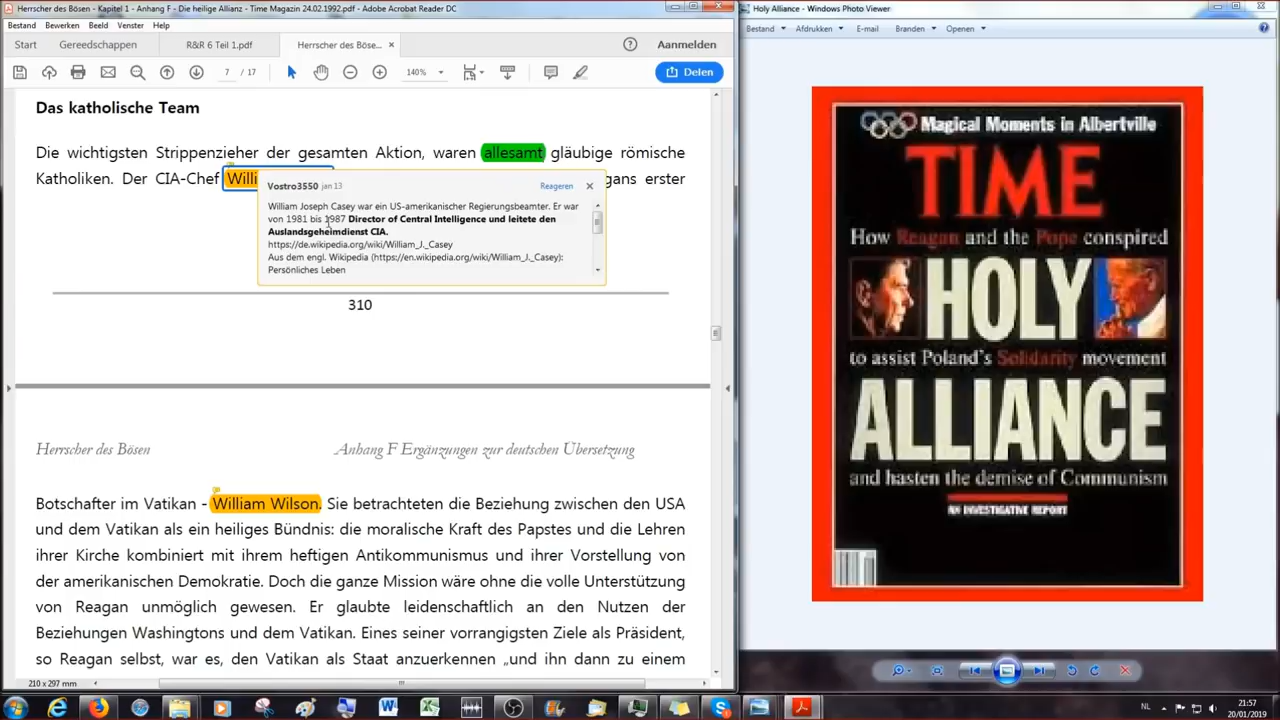 Herrscher des Bösen - Kapitel 1 - Anhang F - Die heilige Allianz - Time Magazin 24.02.1992.pdf - Adobe Acrobat Reader DC
Bestand Bewerken Beeld Venster Help
Start Gereedschappen R&R 6 Teil 1.pdf Herrscher des Böse... × Aanmelden
7 / 17 140% Delen
Das katholische Team
Die wichtigsten Strippenzieher der gesamten Aktion, waren allesamt gläubige römische
Katholiken. Der CIA-Chef Willi gans erster
Vostro3550 jan 13 Reageren
William Joseph Casey war ein US-amerikanischer Regierungsbeamter. Er war
von 1981 bis 1987 Director of Central Intelligence und leitete den
Auslandsgeheimdienst CIA.
https://de.wikipedia.org/wiki/William_J._Casey
Aus dem engl. Wikipedia (https://en.wikipedia.org/wiki/William_J._Casey):
Persönliches Leben
310
Herrscher des Bösen Anhang F Ergänzungen zur deutschen Übersetzung
Botschafter im Vatikan - William Wilson. Sie betrachteten die Beziehung zwischen den USA
und dem Vatikan als ein heiliges Bündnis: die moralische Kraft des Papstes und die Lehren
ihrer Kirche kombiniert mit ihrem heftigen Antikommunismus und ihrer Vorstellung von
der amerikanischen Demokratie. Doch die ganze Mission wäre ohne die volle Unterstützung
von Reagan unmöglich gewesen. Er glaubte leidenschaftlich an den Nutzen der
Beziehungen Washingtons und dem Vatikan. Eines seiner vorrangigsten Ziele als Präsident,
so Reagan selbst, war es, den Vatikan als Staat anzuerkennen „und ihn dann zu einem
210 x 297 mm
Holy Alliance - Windows Photo Viewer
Bestand Afdrukken E-mail Branden Openen
Magical Moments in Albertville
TIME
How Reagan and the Pope conspired
HOLY
to assist Poland's Solidarity movement
ALLIANCE
and hasten the demise of Communism
AN INVESTIGATIVE REPORT
NL 21:57
20/01/2019